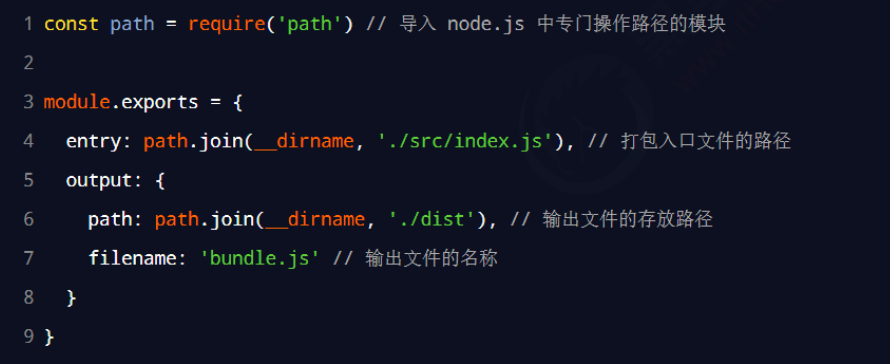 1 const path = require('path') // 导入 node.js 中专门操作路径的模块
2
3 module.exports = {
4   entry: path.join(__dirname, './src/index.js'), // 打包入口文件的路径
5   output: {
6     path: path.join(__dirname, './dist'), // 输出文件的存放路径
7     filename: 'bundle.js' // 输出文件的名称
8   }
9 }